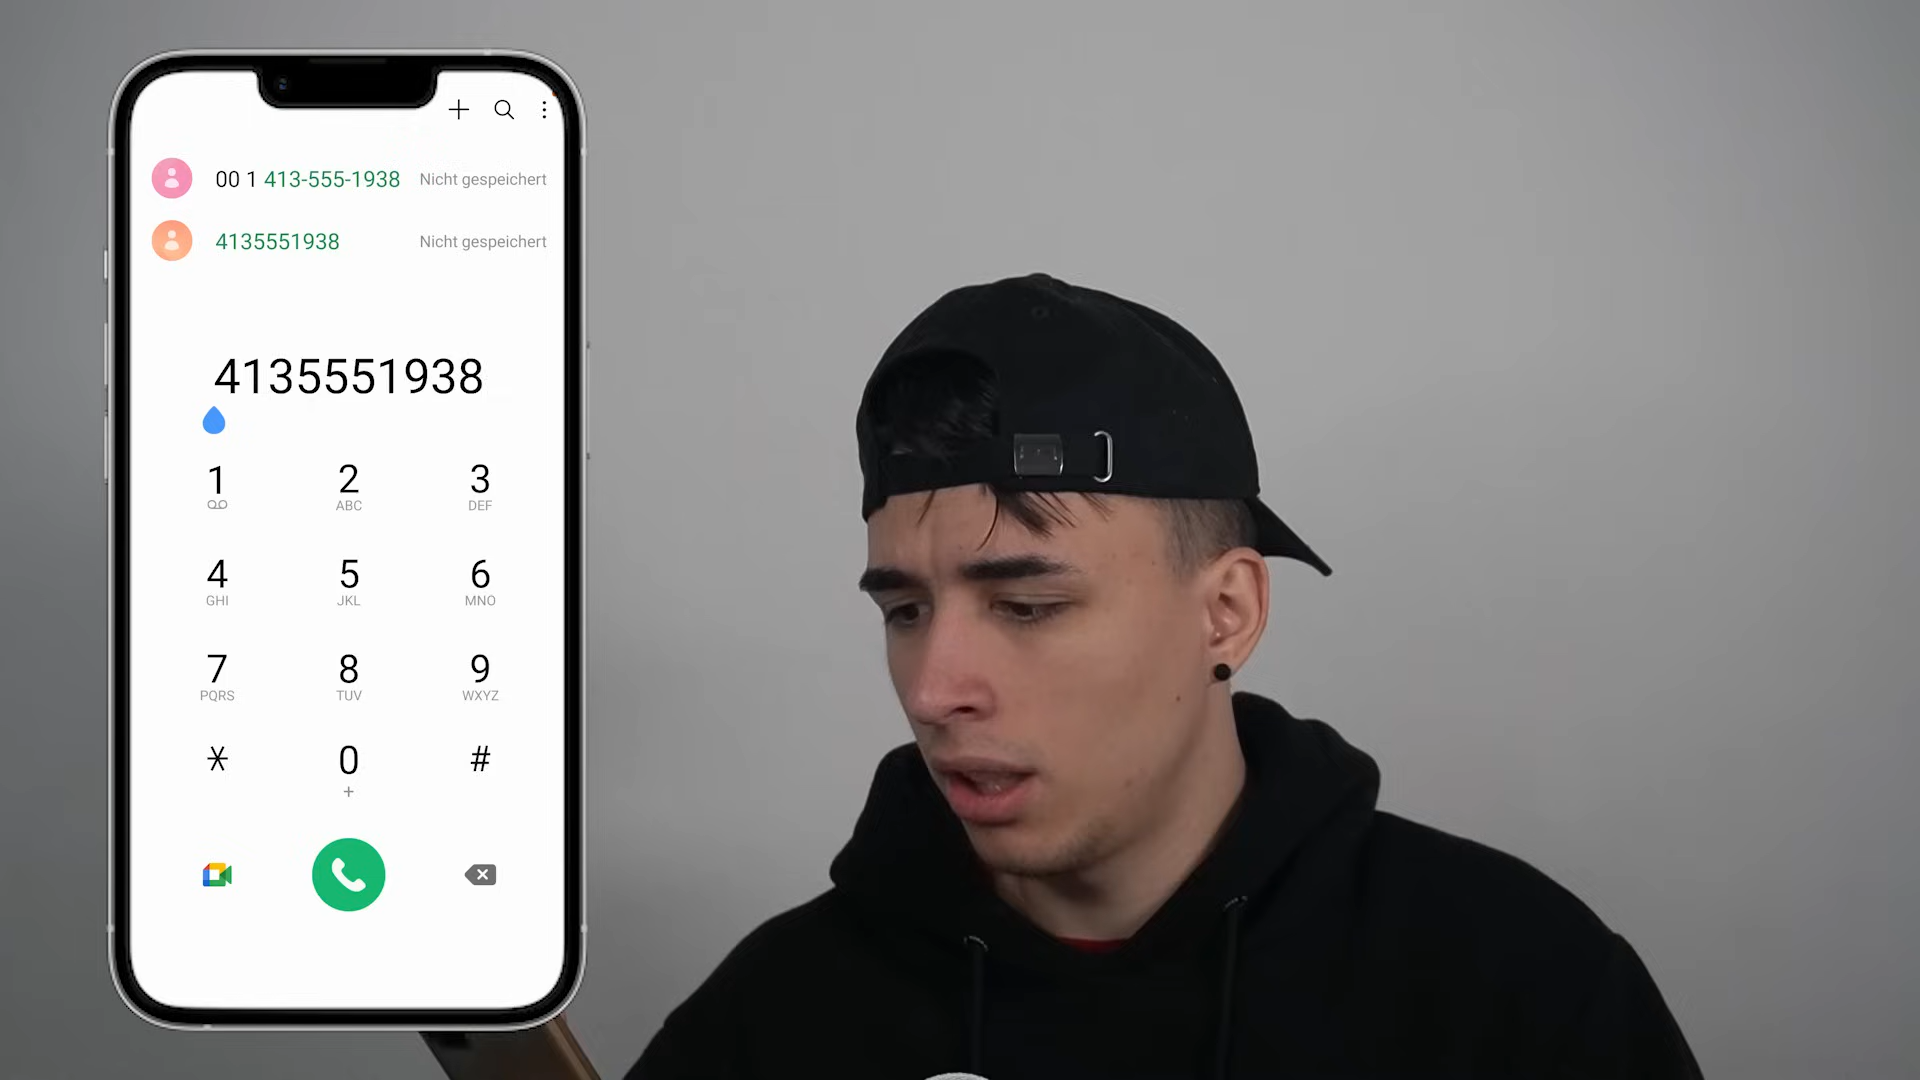 00 1 413-555-1938 Nicht gespeichert
4135551938 Nicht gespeichert
4135551938
1 2 3
ABC DEF
4 5 6
GHI JKL MNO
7 8 9
PQRS TUV WXYZ
* 0 #
+